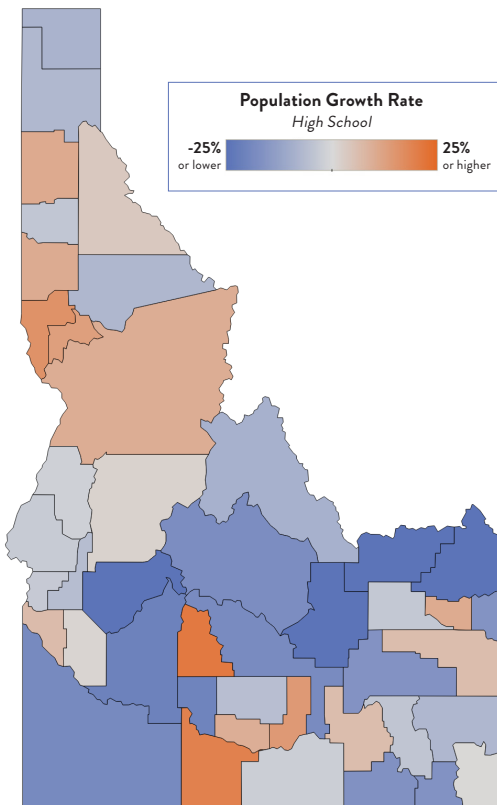 Population Growth Rate
High School
-25%
or lower
25%
or higher